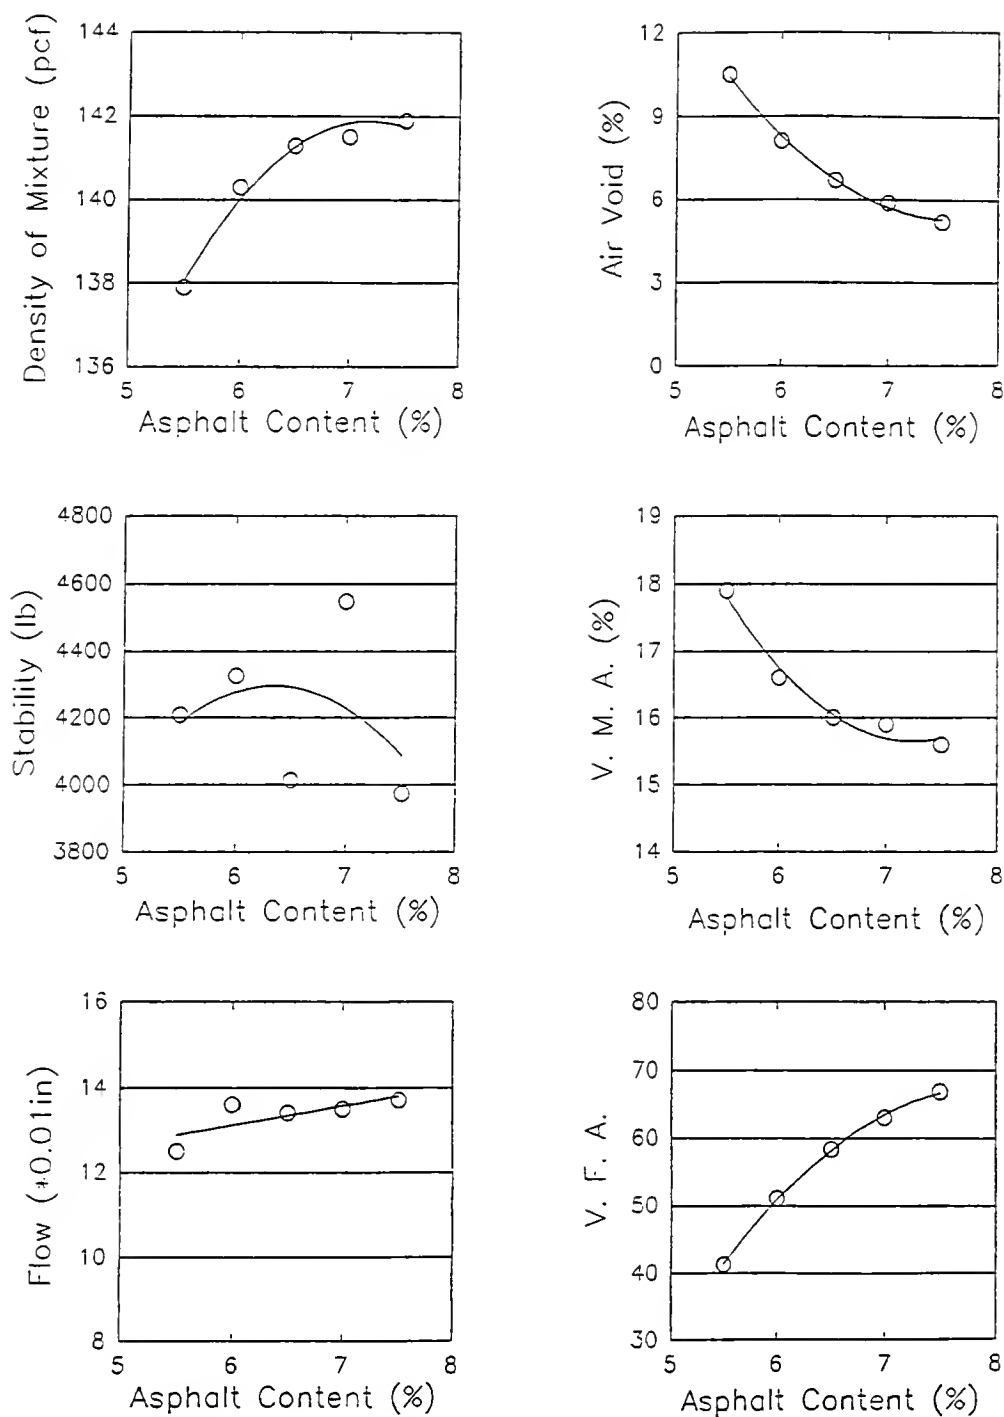 Density of Mixture (pcf)
144
142
140
138
136
5 6 7 8
Asphalt Content (%)
Air Void (%)
12
9
6
3
0
5 6 7 8
Asphalt Content (%)
Stability (lb)
4800
4600
4400
4200
4000
3800
5 6 7 8
Asphalt Content (%)
V. M. A. (%)
19
18
17
16
15
14
5 6 7 8
Asphalt Content (%)
Flow (*0.01in)
16
14
12
10
8
5 6 7 8
Asphalt Content (%)
V. F. A.
80
70
60
50
40
30
5 6 7 8
Asphalt Content (%)